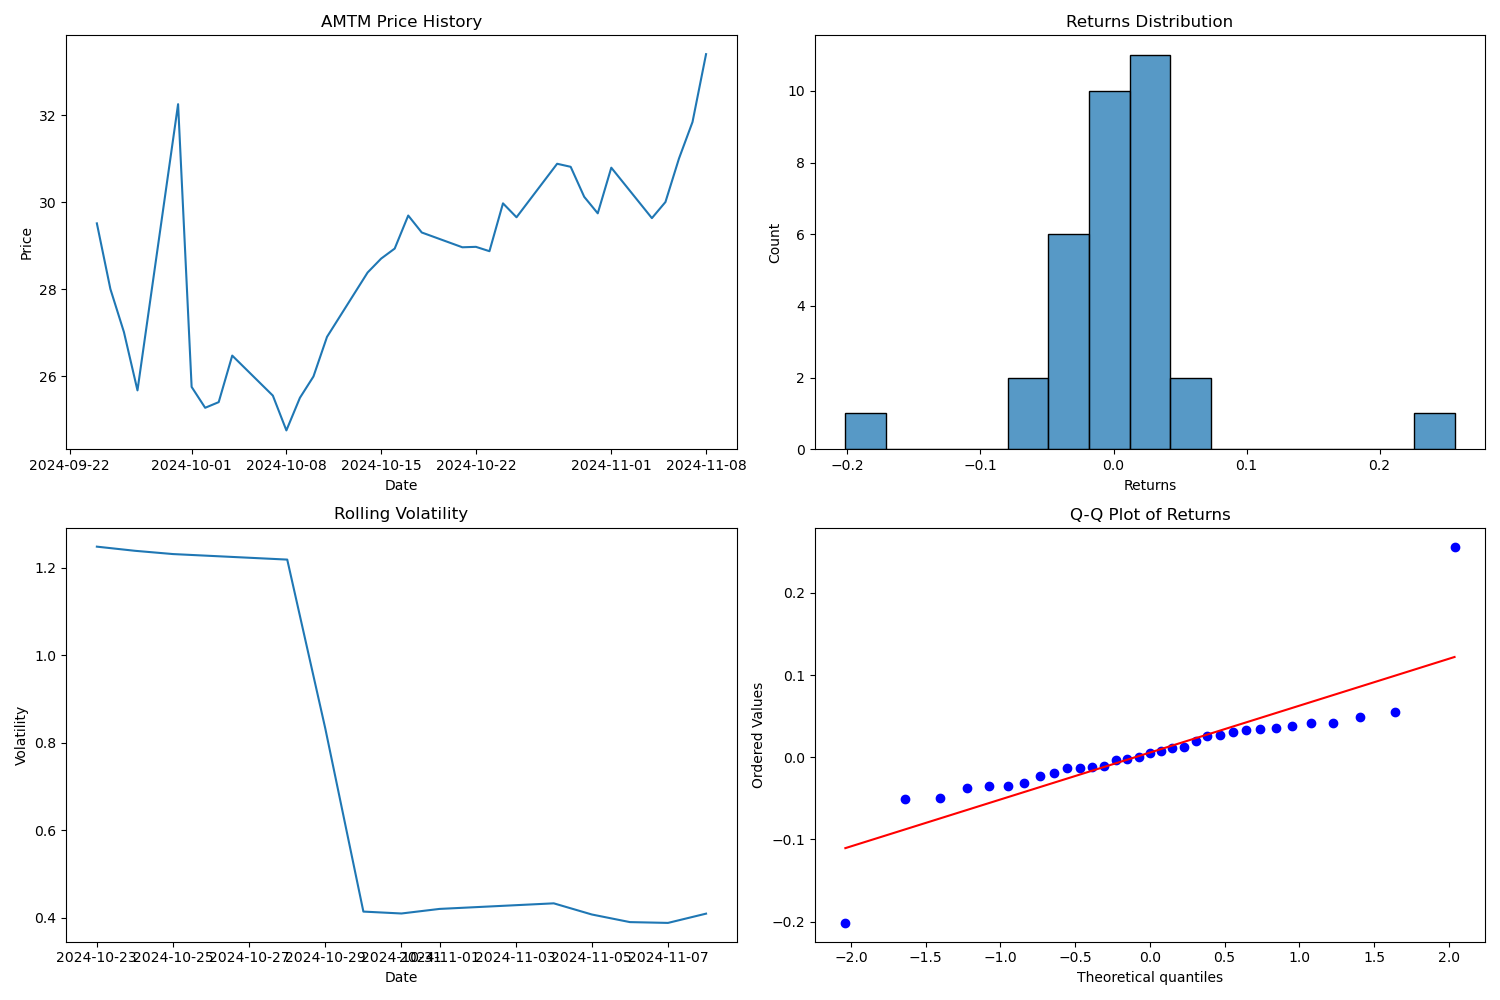 AMTM Price History
Price
32
30
28
26
2024-09-22 2024-10-01 2024-10-08 2024-10-15 2024-10-22 2024-11-01 2024-11-08
Date
Returns Distribution
Count
10
8
6
4
2
0
−0.2 −0.1 0.0 0.1 0.2
Returns
Rolling Volatility
Volatility
1.2
1.0
0.8
0.6
0.4
2024-10-23 2024-10-25 2024-10-27 2024-10-29 2024-10-31 2024-11-01 2024-11-03 2024-11-05 2024-11-07
Date
Q-Q Plot of Returns
Ordered Values
0.2
0.1
0.0
−0.1
−0.2
−2.0 −1.5 −1.0 −0.5 0.0 0.5 1.0 1.5 2.0
Theoretical quantiles